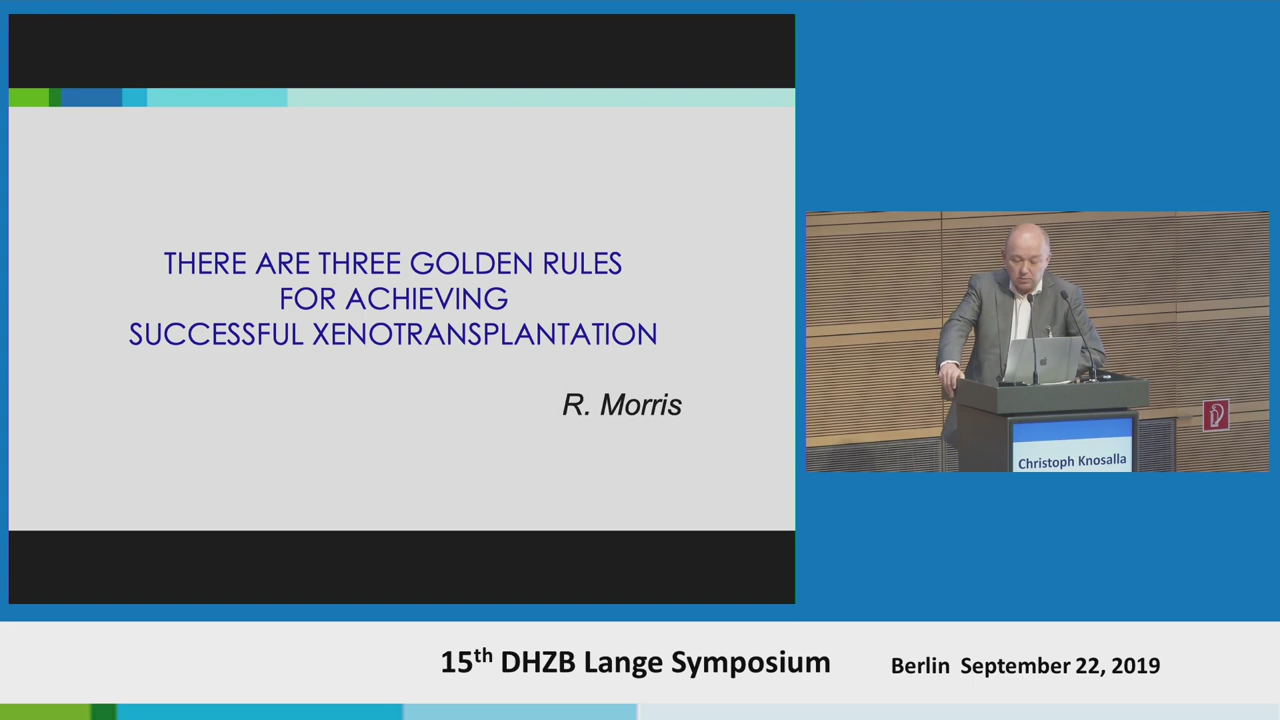 THERE ARE THREE GOLDEN RULES
FOR ACHIEVING
SUCCESSFUL XENOTRANSPLANTATION
R. Morris
Christoph Knosalla
15th DHZB Lange Symposium
Berlin September 22, 2019